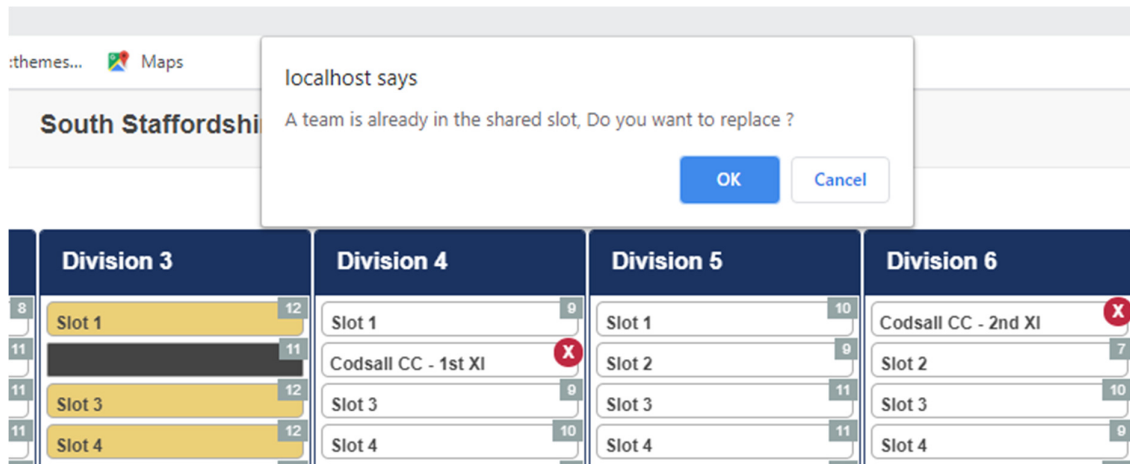 :themes... Maps
localhost says
A team is already in the shared slot, Do you want to replace ?
OK Cancel
South Staffordshi
Division 3 Division 4 Division 5 Division 6
8 Slot 1 12 Slot 1 9 Slot 1 10 Codsall CC - 2nd XI X
11 11 Codsall CC - 1st XI X Slot 2 9 Slot 2 7
11 Slot 3 12 Slot 3 9 Slot 3 11 Slot 3 10
11 Slot 4 12 Slot 4 10 Slot 4 11 Slot 4 9